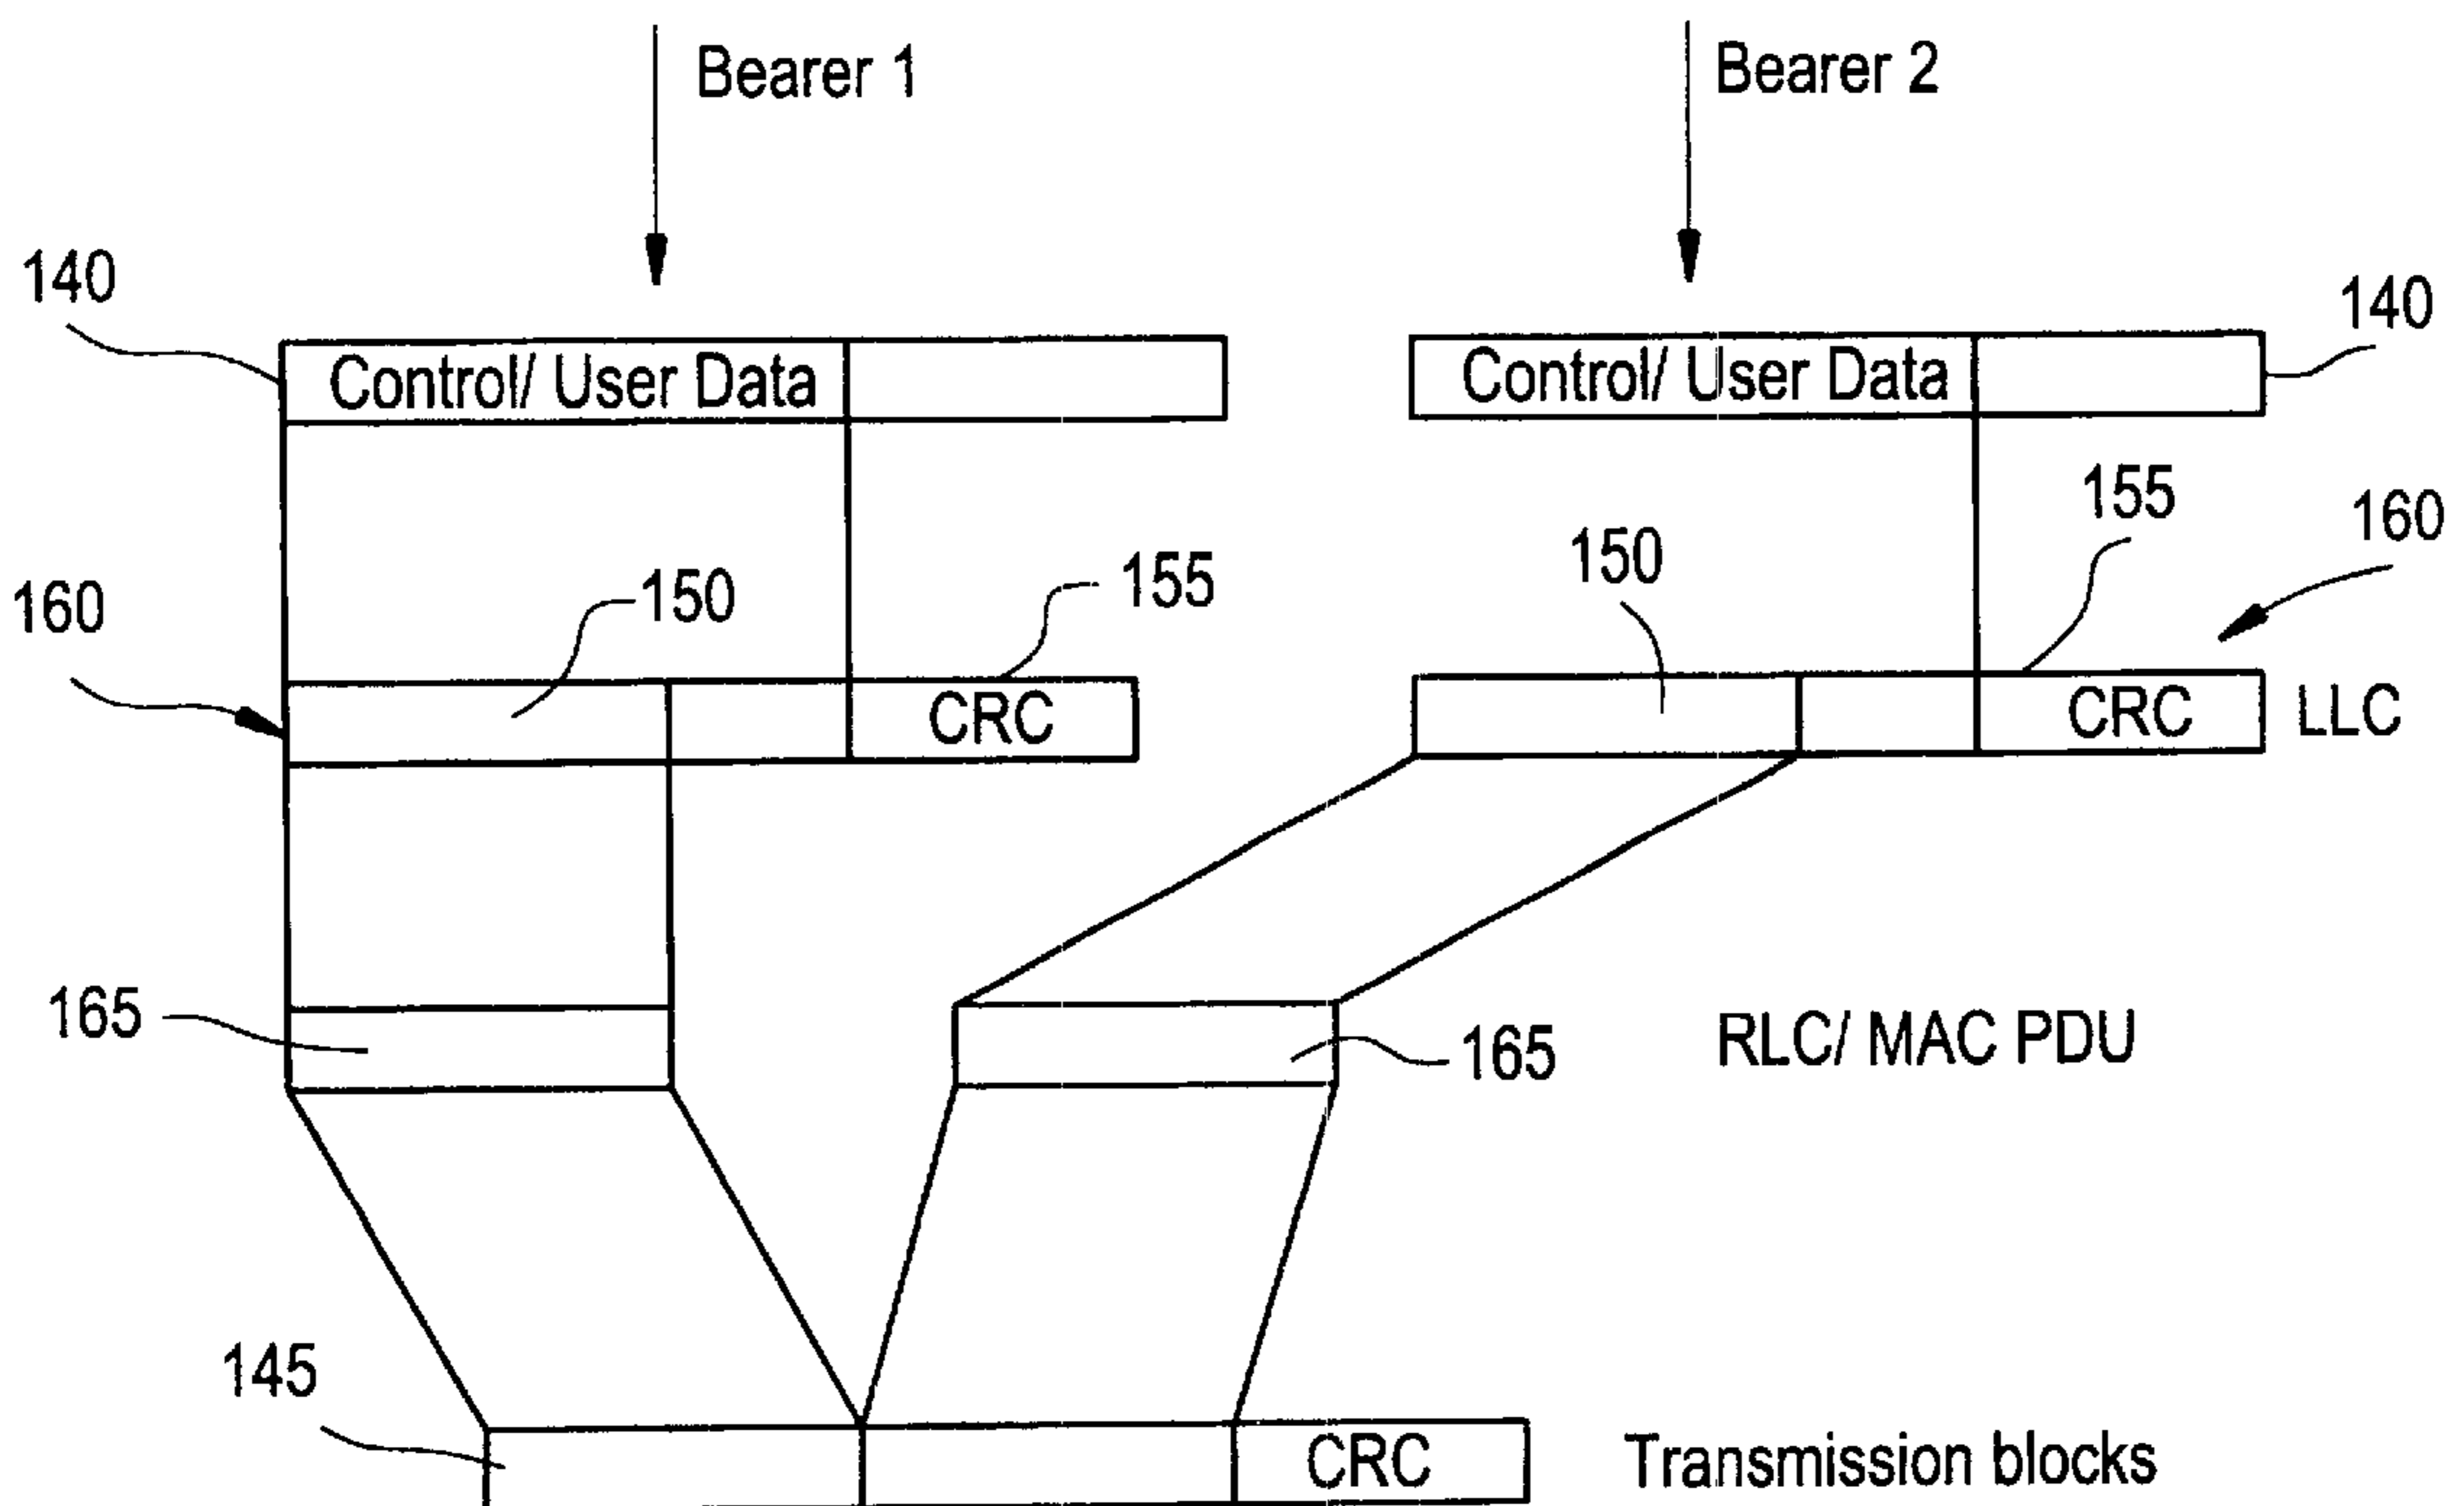 Bearer 1
Bearer 2
140
140
Control/ User Data
Control/ User Data
155
160
150
155
150
160
CRC
CRC
LLC
165
165
RLC/ MAC PDU
145
CRC
Transmission blocks